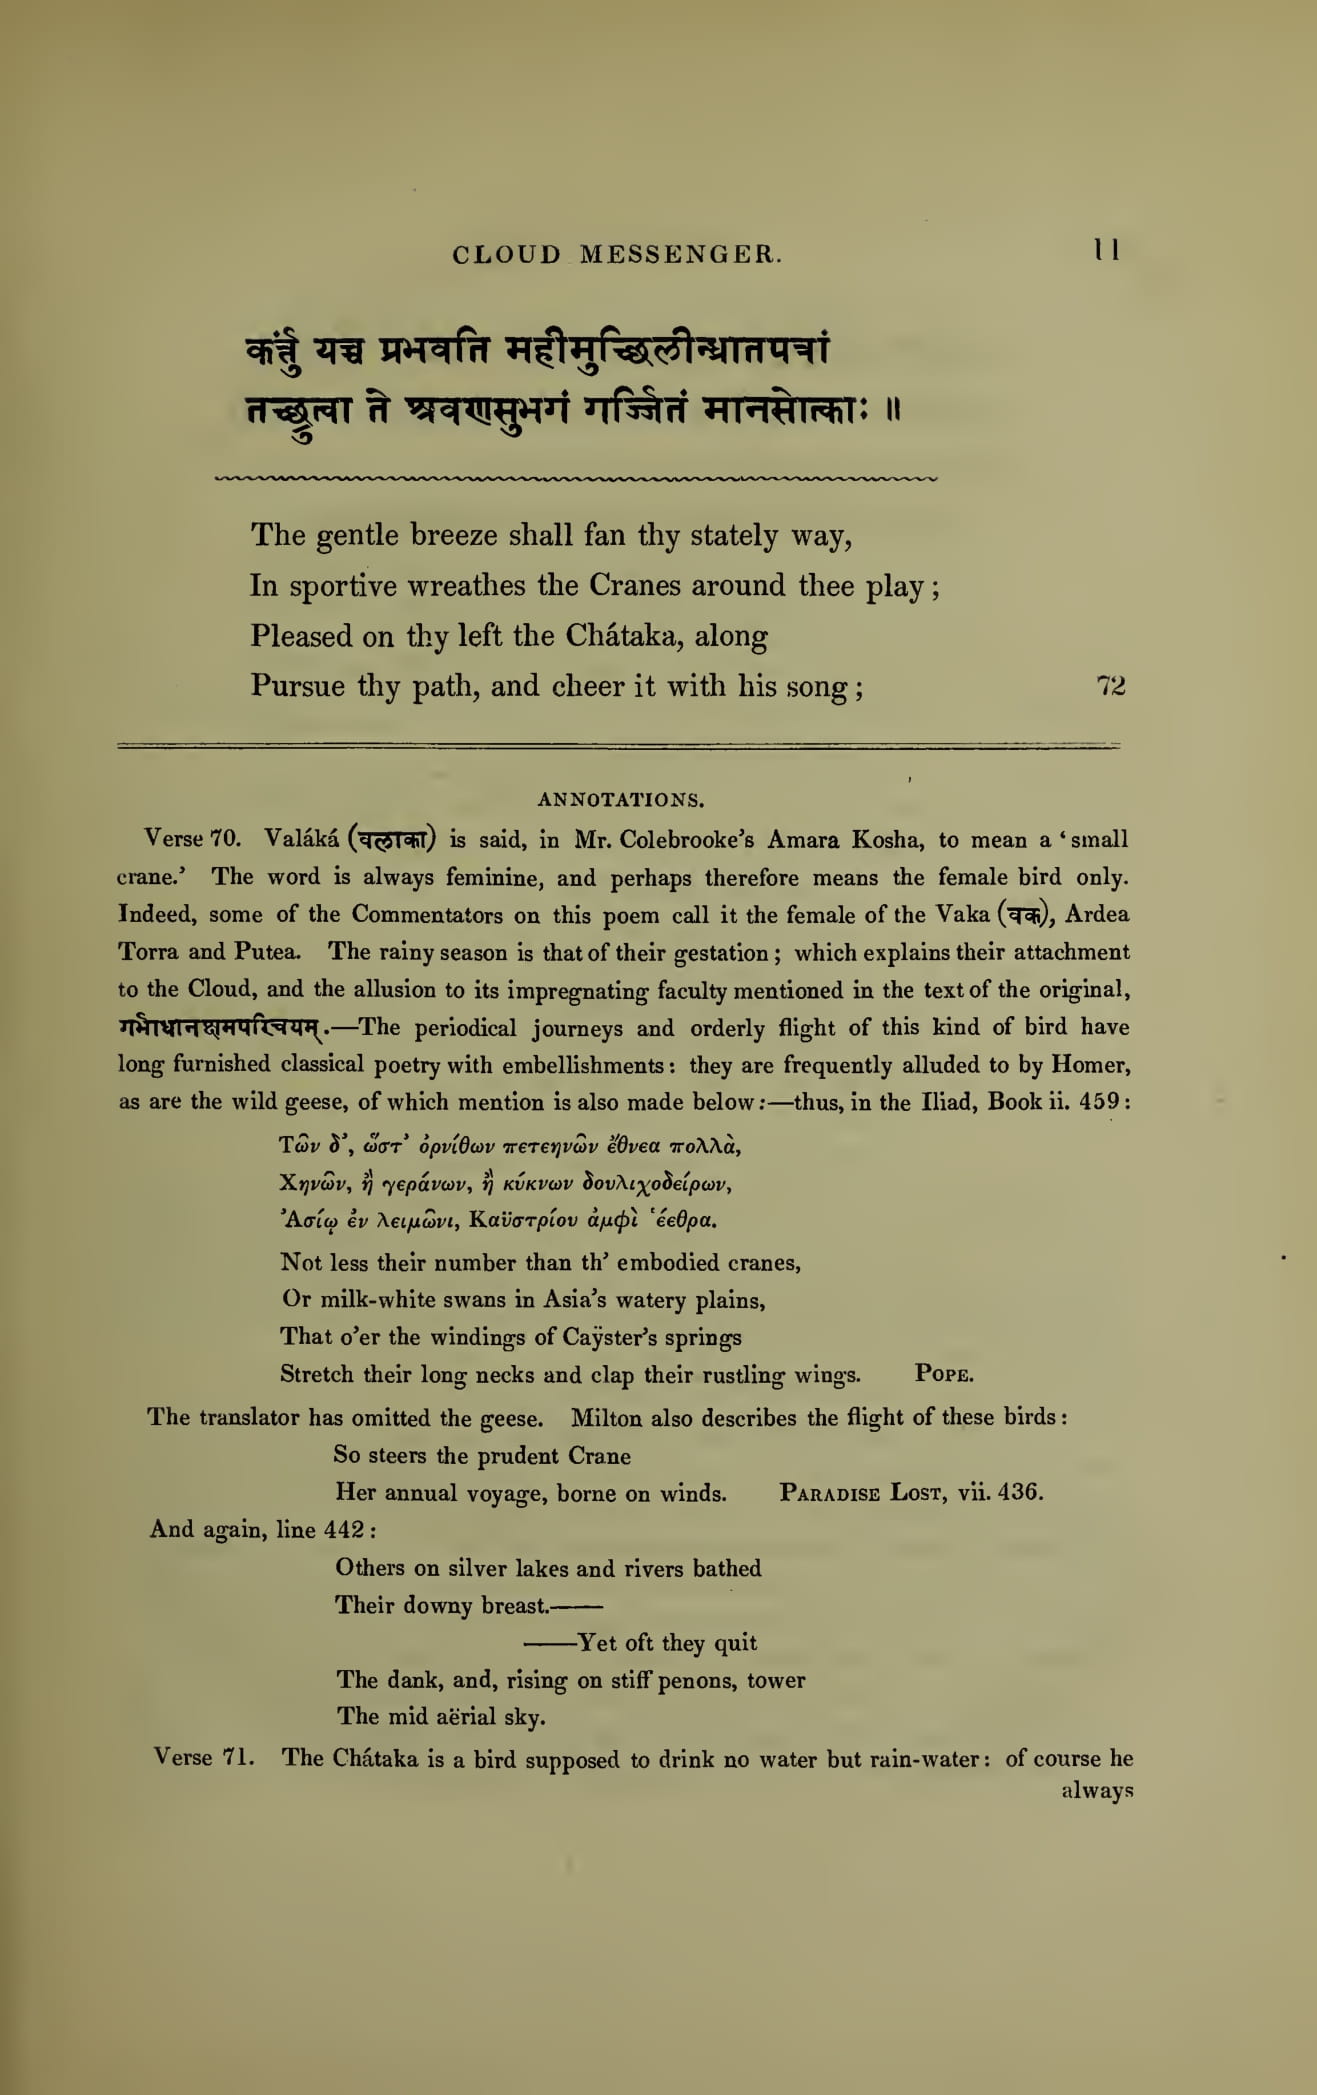 CLOUD MESSENGER. 11
कर्त्तुं यच्च प्रभवति महीमुच्छिलीन्ध्रातपत्रां
तच्छ्रुत्वा ते श्रवणसुभगं गर्ज्जितं मानसोत्काः ॥
The gentle breeze shall fan thy stately way,
In sportive wreathes the Cranes around thee play ;
Pleased on thy left the Chátaka, along
Pursue thy path, and cheer it with his song ; 72
ANNOTATIONS.
Verse 70. Valáká (वलाका) is said, in Mr. Colebrooke's Amara Kosha, to mean a ‘ small
crane.’ The word is always feminine, and perhaps therefore means the female bird only.
Indeed, some of the Commentators on this poem call it the female of the Vaka (वक), Ardea
Torra and Putea. The rainy season is that of their gestation ; which explains their attachment
to the Cloud, and the allusion to its impregnating faculty mentioned in the text of the original,
गर्भाधानक्षमपरिचयम्.—The periodical journeys and orderly flight of this kind of bird have
long furnished classical poetry with embellishments : they are frequently alluded to by Homer,
as are the wild geese, of which mention is also made below :—thus, in the Iliad, Book ii. 459 :
Τῶν δ’, ὥστ’ ὀρνίθων πετεηνῶν ἔθνεα πολλὰ,
Χηνῶν, ἢ γεράνων, ἢ κύκνων δουλιχοδείρων,
Ἀσίῳ ἐν λειμῶνι, Καϋστρίου ἀμφὶ ῾έεθρα.
Not less their number than th’ embodied cranes,
Or milk-white swans in Asia’s watery plains,
That o’er the windings of Caÿster’s springs
Stretch their long necks and clap their rustling wings. POPE.
The translator has omitted the geese. Milton also describes the flight of these birds :
So steers the prudent Crane
Her annual voyage, borne on winds. PARADISE LOST, vii. 436.
And again, line 442 :
Others on silver lakes and rivers bathed
Their downy breast.——
——Yet oft they quit
The dank, and, rising on stiff penons, tower
The mid aërial sky.
Verse 71. The Chátaka is a bird supposed to drink no water but rain-water : of course he
always